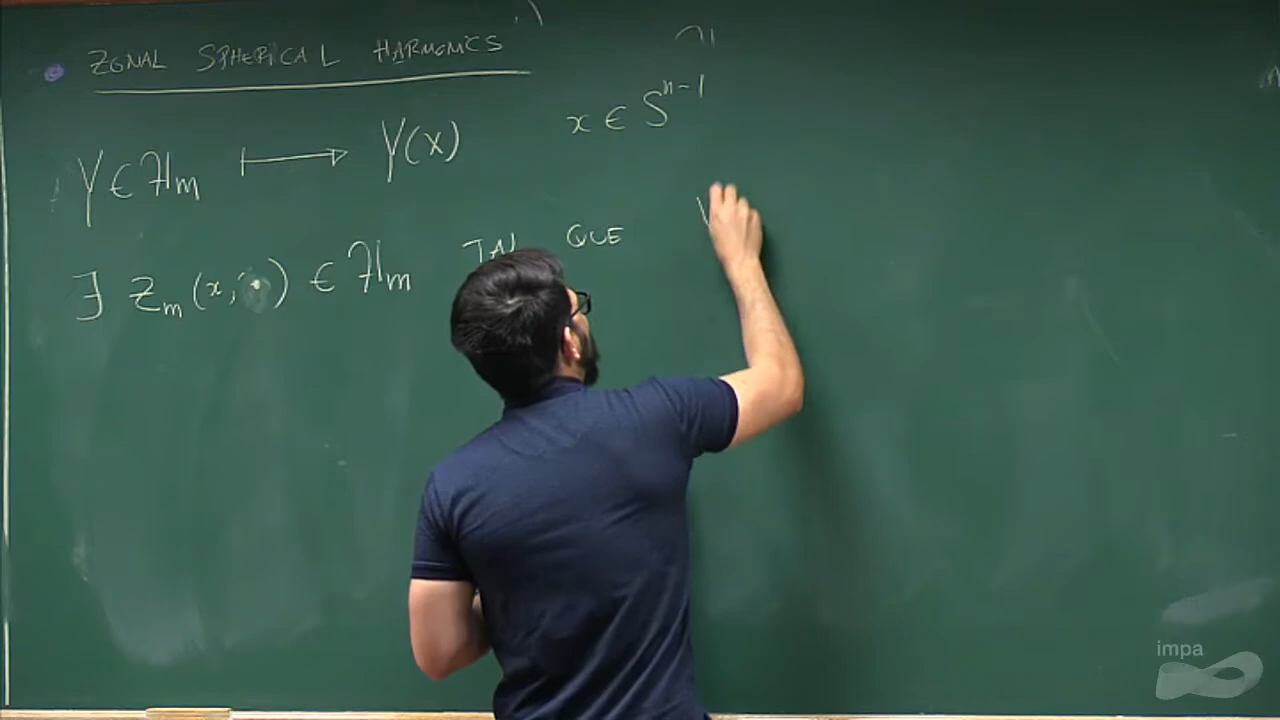 ZONAL SPHERICAL HARMONICS
Y ∈ ℋm ⟼ Y(x) x ∈ S^{n-1}
∃ Zm(x, ·) ∈ ℋm TAL QUE
impa